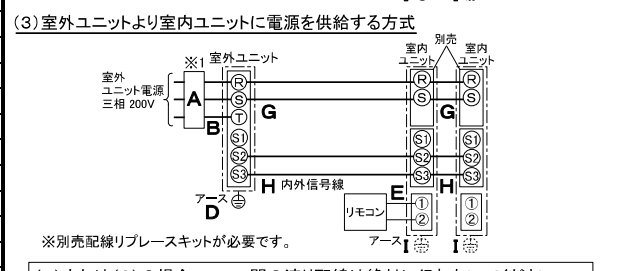 (3)室外ユニットより室内ユニットに電源を供給する方式
別売
※1
室外ユニット
室内
ユニット
室内
ユニット
室外
ユニット電源
三相 200V
A
B
R
S
T
S1
S2
S3
G
H 内外信号線
アース
D
R
S
S1
S2
S3
G
H
R
S
S1
S2
S3
E
リモコン
①
②
①
②
アース I
I
※別売配線リプレースキットが必要です。